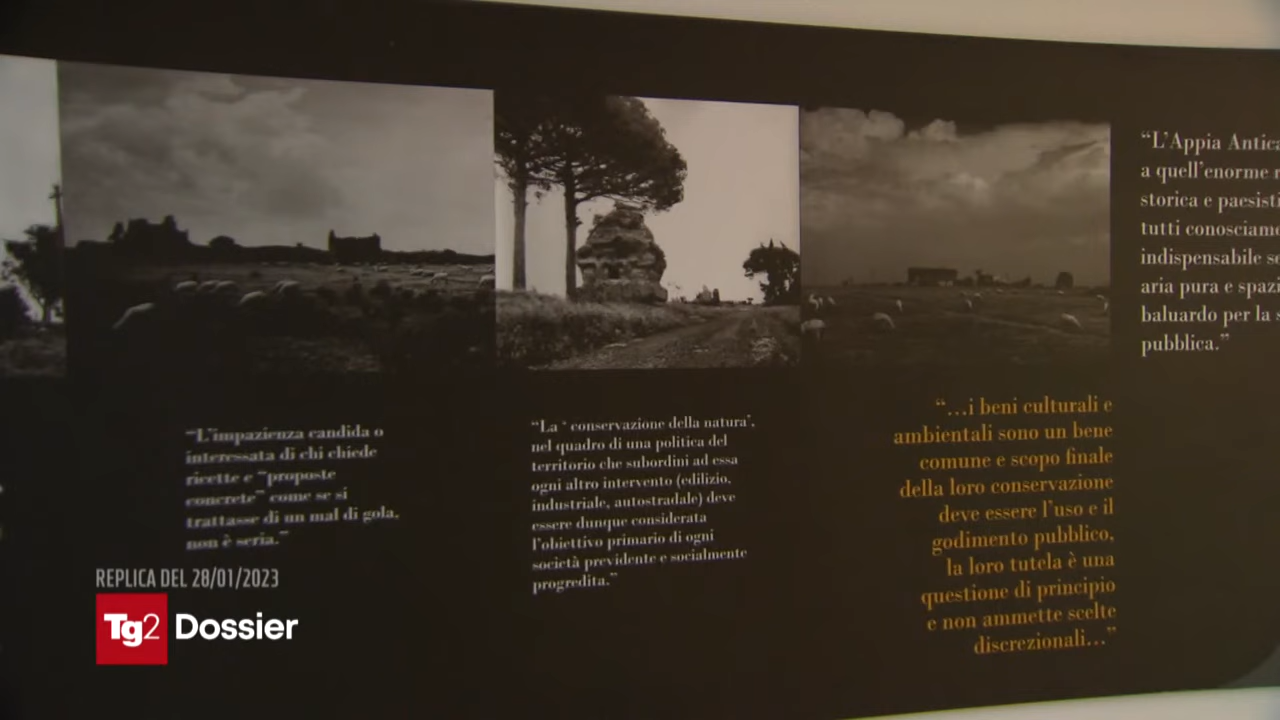 “L’impazienza candida o
interessata di chi chiede
ricette e “proposte
concrete” come se si
trattasse di un mal di gola,
non è seria.”
“La ‘ conservazione della natura’,
nel quadro di una politica del
territorio che subordini ad essa
ogni altro intervento (edilizio,
industriale, autostradale) deve
essere dunque considerata
l’obiettivo primario di ogni
società previdente e socialmente
progredita.”
“...i beni culturali e
ambientali sono un bene
comune e scopo finale
della loro conservazione
deve essere l’uso e il
godimento pubblico,
la loro tutela è una
questione di principio
e non ammette scelte
discrezionali...”
“L’Appia Antica
a quell’enorme
storica e
tutti
indispensabile
aria pura e
baluardo per la
pubblica.”
REPLICA DEL 28/01/2023
Tg2 Dossier